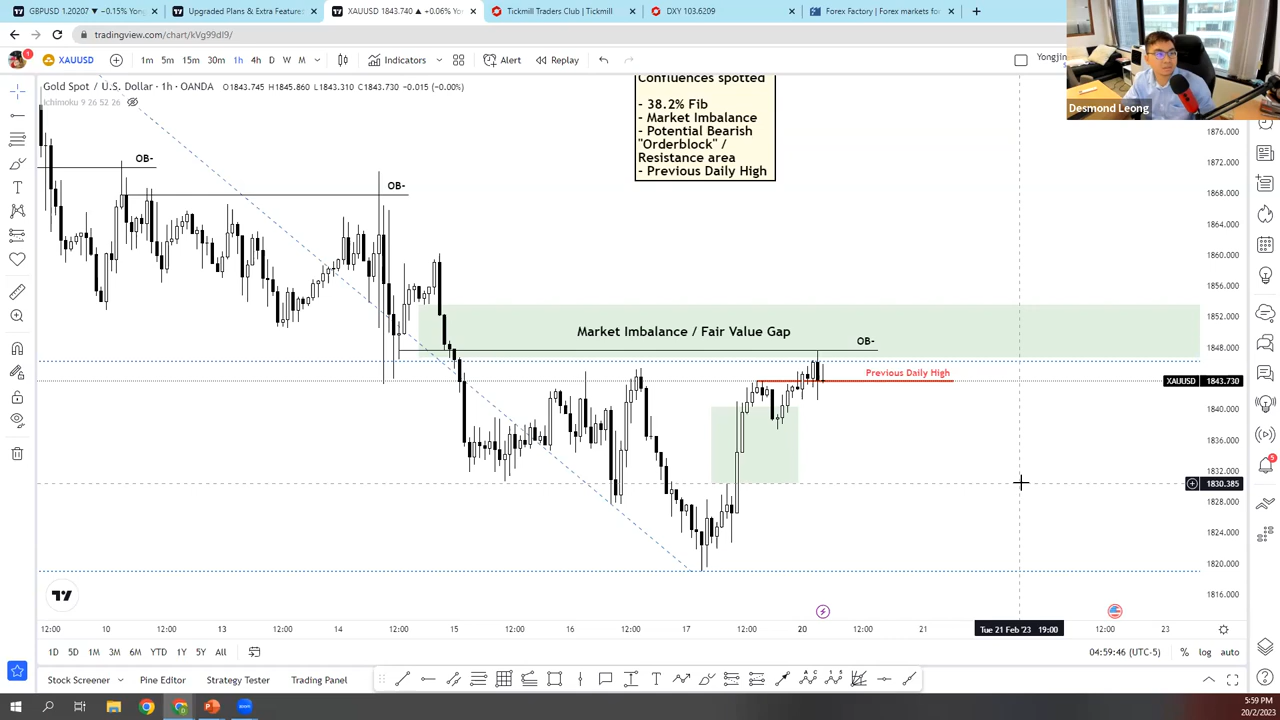 GBPUSD 1.20207 ▼ −0.15% Yong
Upgraded Plans & Extra Feature:
XAUUSD 1843.740 ▲ +0.06% Yong
Tickmill Traders Club | Tickmill
DXY 103.6209
Forex Factory | Forex markets fo
tradingview.com/chart/kVg99dI9/
XAUUSD
1m 5m 15m 30m 1h 4h D W M
Indicators
Alert
Replay
Yongjin
Desmond Leong
Gold Spot / U.S. Dollar · 1h · OANDA O1843.745 H1845.860 L1843.310 C1843.730 −0.015 (−0.00%)
Ichimoku 9 26 52 26
Confluences spotted
- 38.2% Fib
- Market Imbalance
- Potential Bearish
"Orderblock" /
Resistance area
- Previous Daily High
OB-
OB-
Market Imbalance / Fair Value Gap
OB-
Previous Daily High
1876.000
1872.000
1868.000
1864.000
1860.000
1856.000
1852.000
1848.000
XAUUSD 1843.730
1840.000
1836.000
1832.000
1830.385
1828.000
1824.000
1820.000
1816.000
12:00 10 12:00 13 12:00 14 12:00 15 12:00 16 12:00 17 12:00 20 12:00 21 Tue 21 Feb '23 19:00 12:00 23
1D 5D 1M 3M 6M YTD 1Y 5Y All
04:59:46 (UTC-5) % log auto
Stock Screener Pine Editor Strategy Tester Trading Panel
5:59 PM
20/2/2023